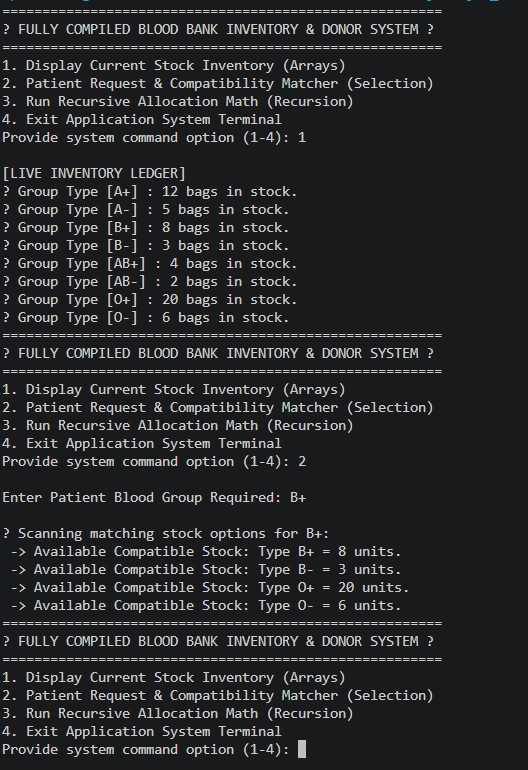 =======================================================
? FULLY COMPILED BLOOD BANK INVENTORY & DONOR SYSTEM ?
=======================================================
1. Display Current Stock Inventory (Arrays)
2. Patient Request & Compatibility Matcher (Selection)
3. Run Recursive Allocation Math (Recursion)
4. Exit Application System Terminal
Provide system command option (1-4): 1

[LIVE INVENTORY LEDGER]
? Group Type [A+] : 12 bags in stock.
? Group Type [A-] : 5 bags in stock.
? Group Type [B+] : 8 bags in stock.
? Group Type [B-] : 3 bags in stock.
? Group Type [AB+] : 4 bags in stock.
? Group Type [AB-] : 2 bags in stock.
? Group Type [O+] : 20 bags in stock.
? Group Type [O-] : 6 bags in stock.
=======================================================
? FULLY COMPILED BLOOD BANK INVENTORY & DONOR SYSTEM ?
=======================================================
1. Display Current Stock Inventory (Arrays)
2. Patient Request & Compatibility Matcher (Selection)
3. Run Recursive Allocation Math (Recursion)
4. Exit Application System Terminal
Provide system command option (1-4): 2

Enter Patient Blood Group Required: B+

? Scanning matching stock options for B+:
 -> Available Compatible Stock: Type B+ = 8 units.
 -> Available Compatible Stock: Type B- = 3 units.
 -> Available Compatible Stock: Type O+ = 20 units.
 -> Available Compatible Stock: Type O- = 6 units.
=======================================================
? FULLY COMPILED BLOOD BANK INVENTORY & DONOR SYSTEM ?
=======================================================
1. Display Current Stock Inventory (Arrays)
2. Patient Request & Compatibility Matcher (Selection)
3. Run Recursive Allocation Math (Recursion)
4. Exit Application System Terminal
Provide system command option (1-4):